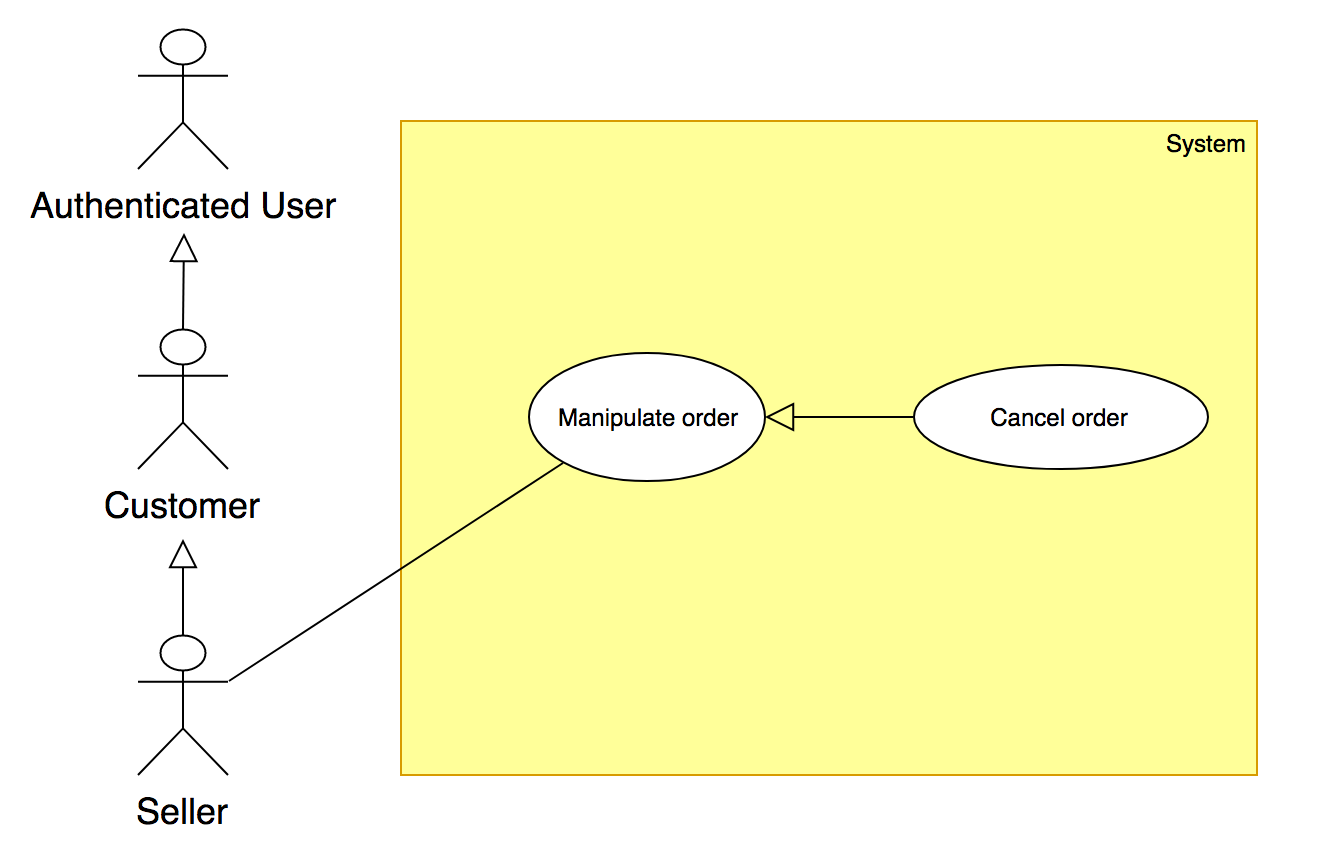 Authenticated User
System
Manipulate order
Cancel order
Customer
Seller